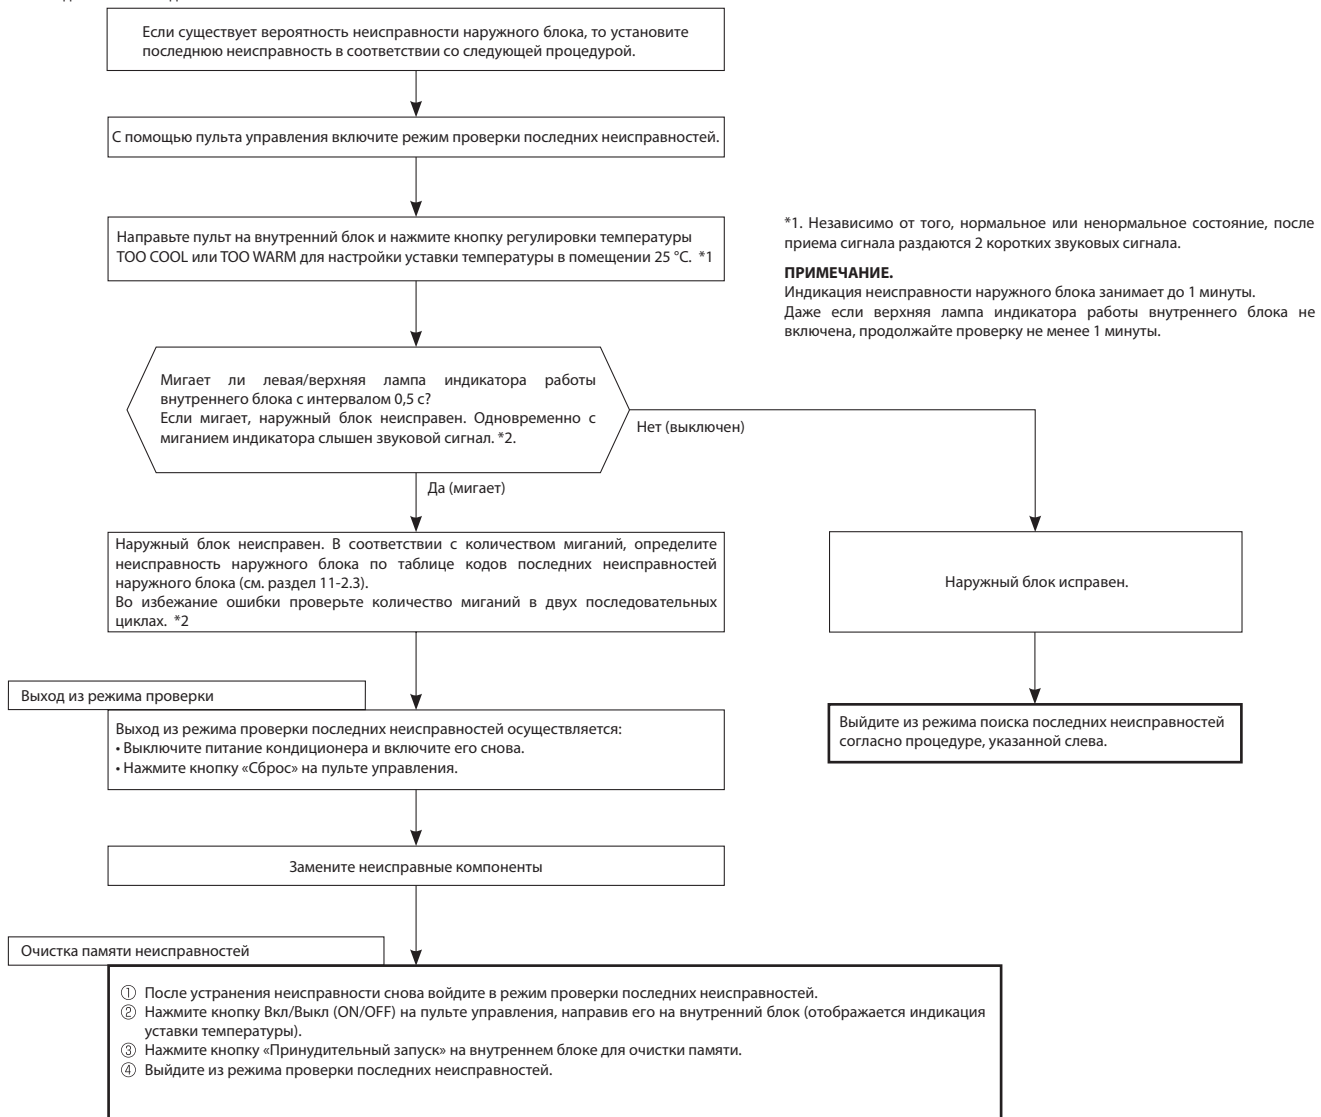 Если существует вероятность неисправности наружного блока, то установите
последнюю неисправность в соответствии со следующей процедурой.
С помощью пульта управления включите режим проверки последних неисправностей.
Направьте пульт на внутренний блок и нажмите кнопку регулировки температуры
TOO COOL или TOO WARM для настройки уставки температуры в помещении 25 °C. *1
*1. Независимо от того, нормальное или ненормальное состояние, после
приема сигнала раздаются 2 коротких звуковых сигнала.
ПРИМЕЧАНИЕ.
Индикация неисправности наружного блока занимает до 1 минуты.
Даже если верхняя лампа индикатора работы внутреннего блока не
включена, продолжайте проверку не менее 1 минуты.
Мигает ли левая/верхняя лампа индикатора работы
внутреннего блока с интервалом 0,5 с?
Если мигает, наружный блок неисправен. Одновременно с
миганием индикатора слышен звуковой сигнал. *2.
Нет (выключен)
Да (мигает)
Наружный блок неисправен. В соответствии с количеством миганий, определите
неисправность наружного блока по таблице кодов последних неисправностей
наружного блока (см. раздел 11-2.3).
Во избежание ошибки проверьте количество миганий в двух последовательных
циклах. *2
Наружный блок исправен.
Выход из режима проверки
Выход из режима проверки последних неисправностей осуществляется:
• Выключите питание кондиционера и включите его снова.
• Нажмите кнопку «Сброс» на пульте управления.
Выйдите из режима поиска последних неисправностей
согласно процедуре, указанной слева.
Замените неисправные компоненты
Очистка памяти неисправностей
① После устранения неисправности снова войдите в режим проверки последних неисправностей.
② Нажмите кнопку Вкл/Выкл (ON/OFF) на пульте управления, направив его на внутренний блок (отображается индикация
уставки температуры).
③ Нажмите кнопку «Принудительный запуск» на внутреннем блоке для очистки памяти.
④ Выйдите из режима проверки последних неисправностей.